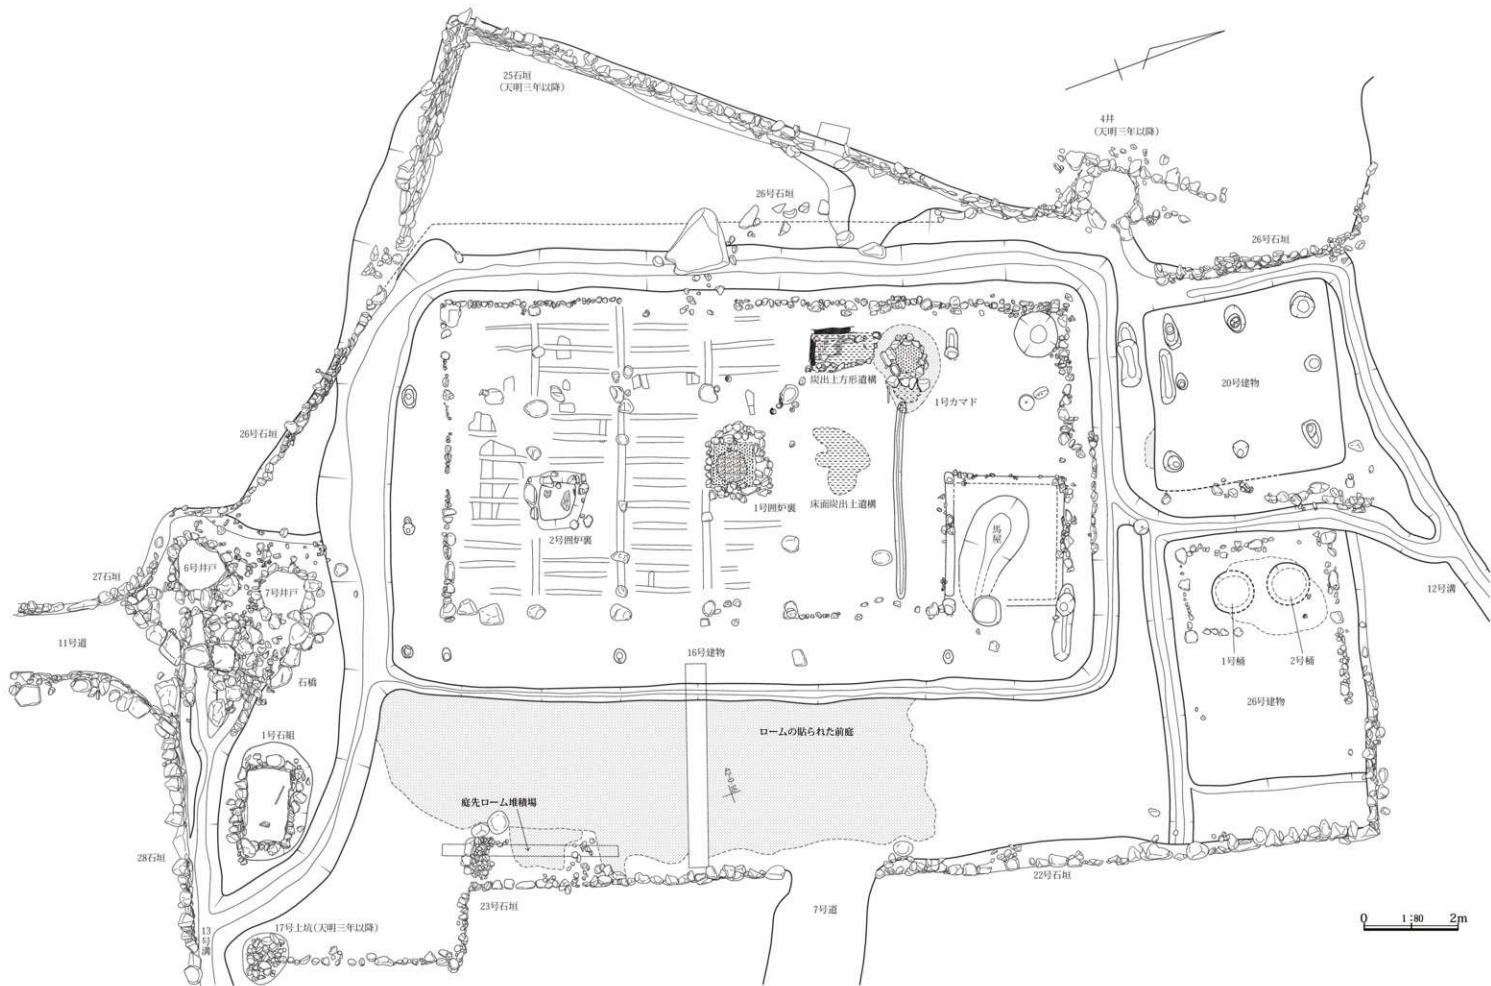 25石垣
(天明三年以降)
4井
(天明三年以降)
26号石垣
26号石垣
20号建物
炭出土方形遺構
1号カマド
26号石垣
1号囲炉裏
床面炭出土遺構
馬屋
2号囲炉裏
6号井戸
27石垣
7号井戸
12号溝
11号道
16号建物
1号桶
2号桶
石橋
26号建物
1号石組
ロームの貼られた前庭
庭先ローム堆積場
28石垣
22号石垣
23号石垣
7号道
17号土坑(天明三年以降)
13号溝
0 1:80 2m